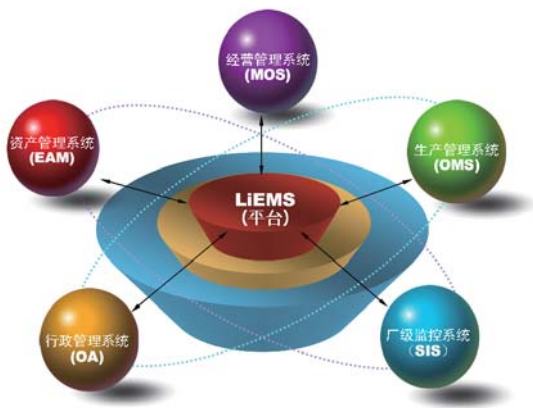 经营管理系统
(MOS)
资产管理系统
(EAM)
生产管理系统
(OMS)
LiEMS
(平台)
行政管理系统
(OA)
厂级监控系统
(SIS)